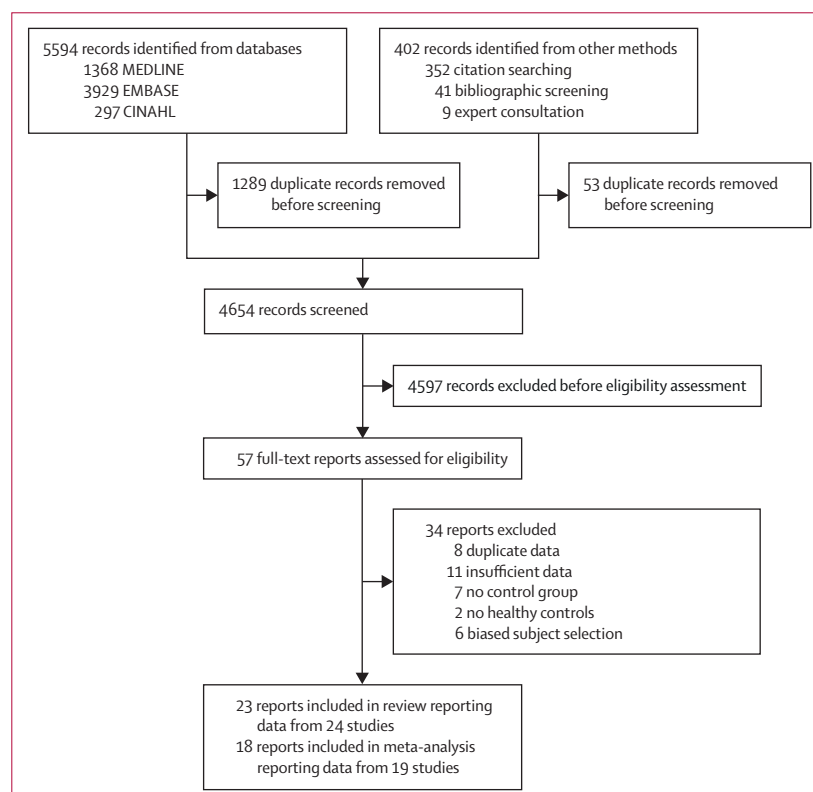 5594 records identified from databases
1368 MEDLINE
3929 EMBASE
297 CINAHL
402 records identified from other methods
352 citation searching
41 bibliographic screening
9 expert consultation
1289 duplicate records removed
before screening
53 duplicate records removed
before screening
4654 records screened
4597 records excluded before eligibility assessment
57 full-text reports assessed for eligibility
34 reports excluded
8 duplicate data
11 insufficient data
7 no control group
2 no healthy controls
6 biased subject selection
23 reports included in review reporting
data from 24 studies
18 reports included in meta-analysis
reporting data from 19 studies